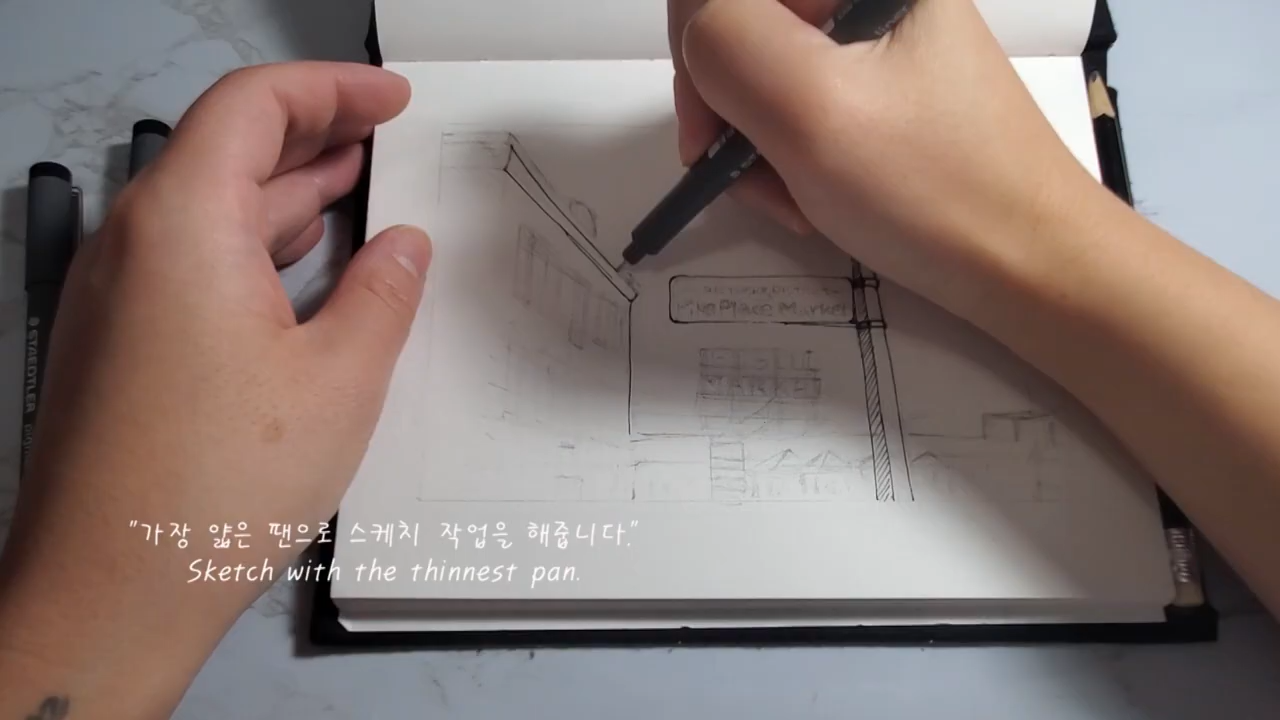 Pike Place Market
MARKET
STAEDTLER
"가장 얇은 팬으로 스케치 작업을 해줍니다."
Sketch with the thinnest pan.